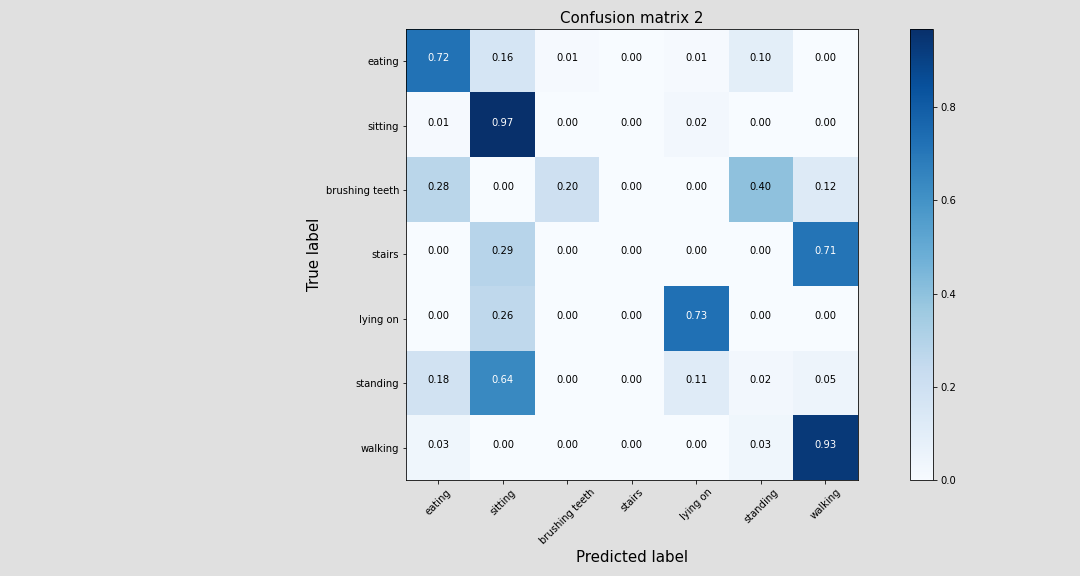 Confusion matrix 2
eating 0.72 0.16 0.01 0.00 0.01 0.10 0.00
sitting 0.01 0.97 0.00 0.00 0.02 0.00 0.00
brushing teeth 0.28 0.00 0.20 0.00 0.00 0.40 0.12
stairs 0.00 0.29 0.00 0.00 0.00 0.00 0.71
lying on 0.00 0.26 0.00 0.00 0.73 0.00 0.00
standing 0.18 0.64 0.00 0.00 0.11 0.02 0.05
walking 0.03 0.00 0.00 0.00 0.00 0.03 0.93
True label
eating sitting brushing teeth stairs lying on standing walking
Predicted label
0.8
0.6
0.4
0.2
0.0